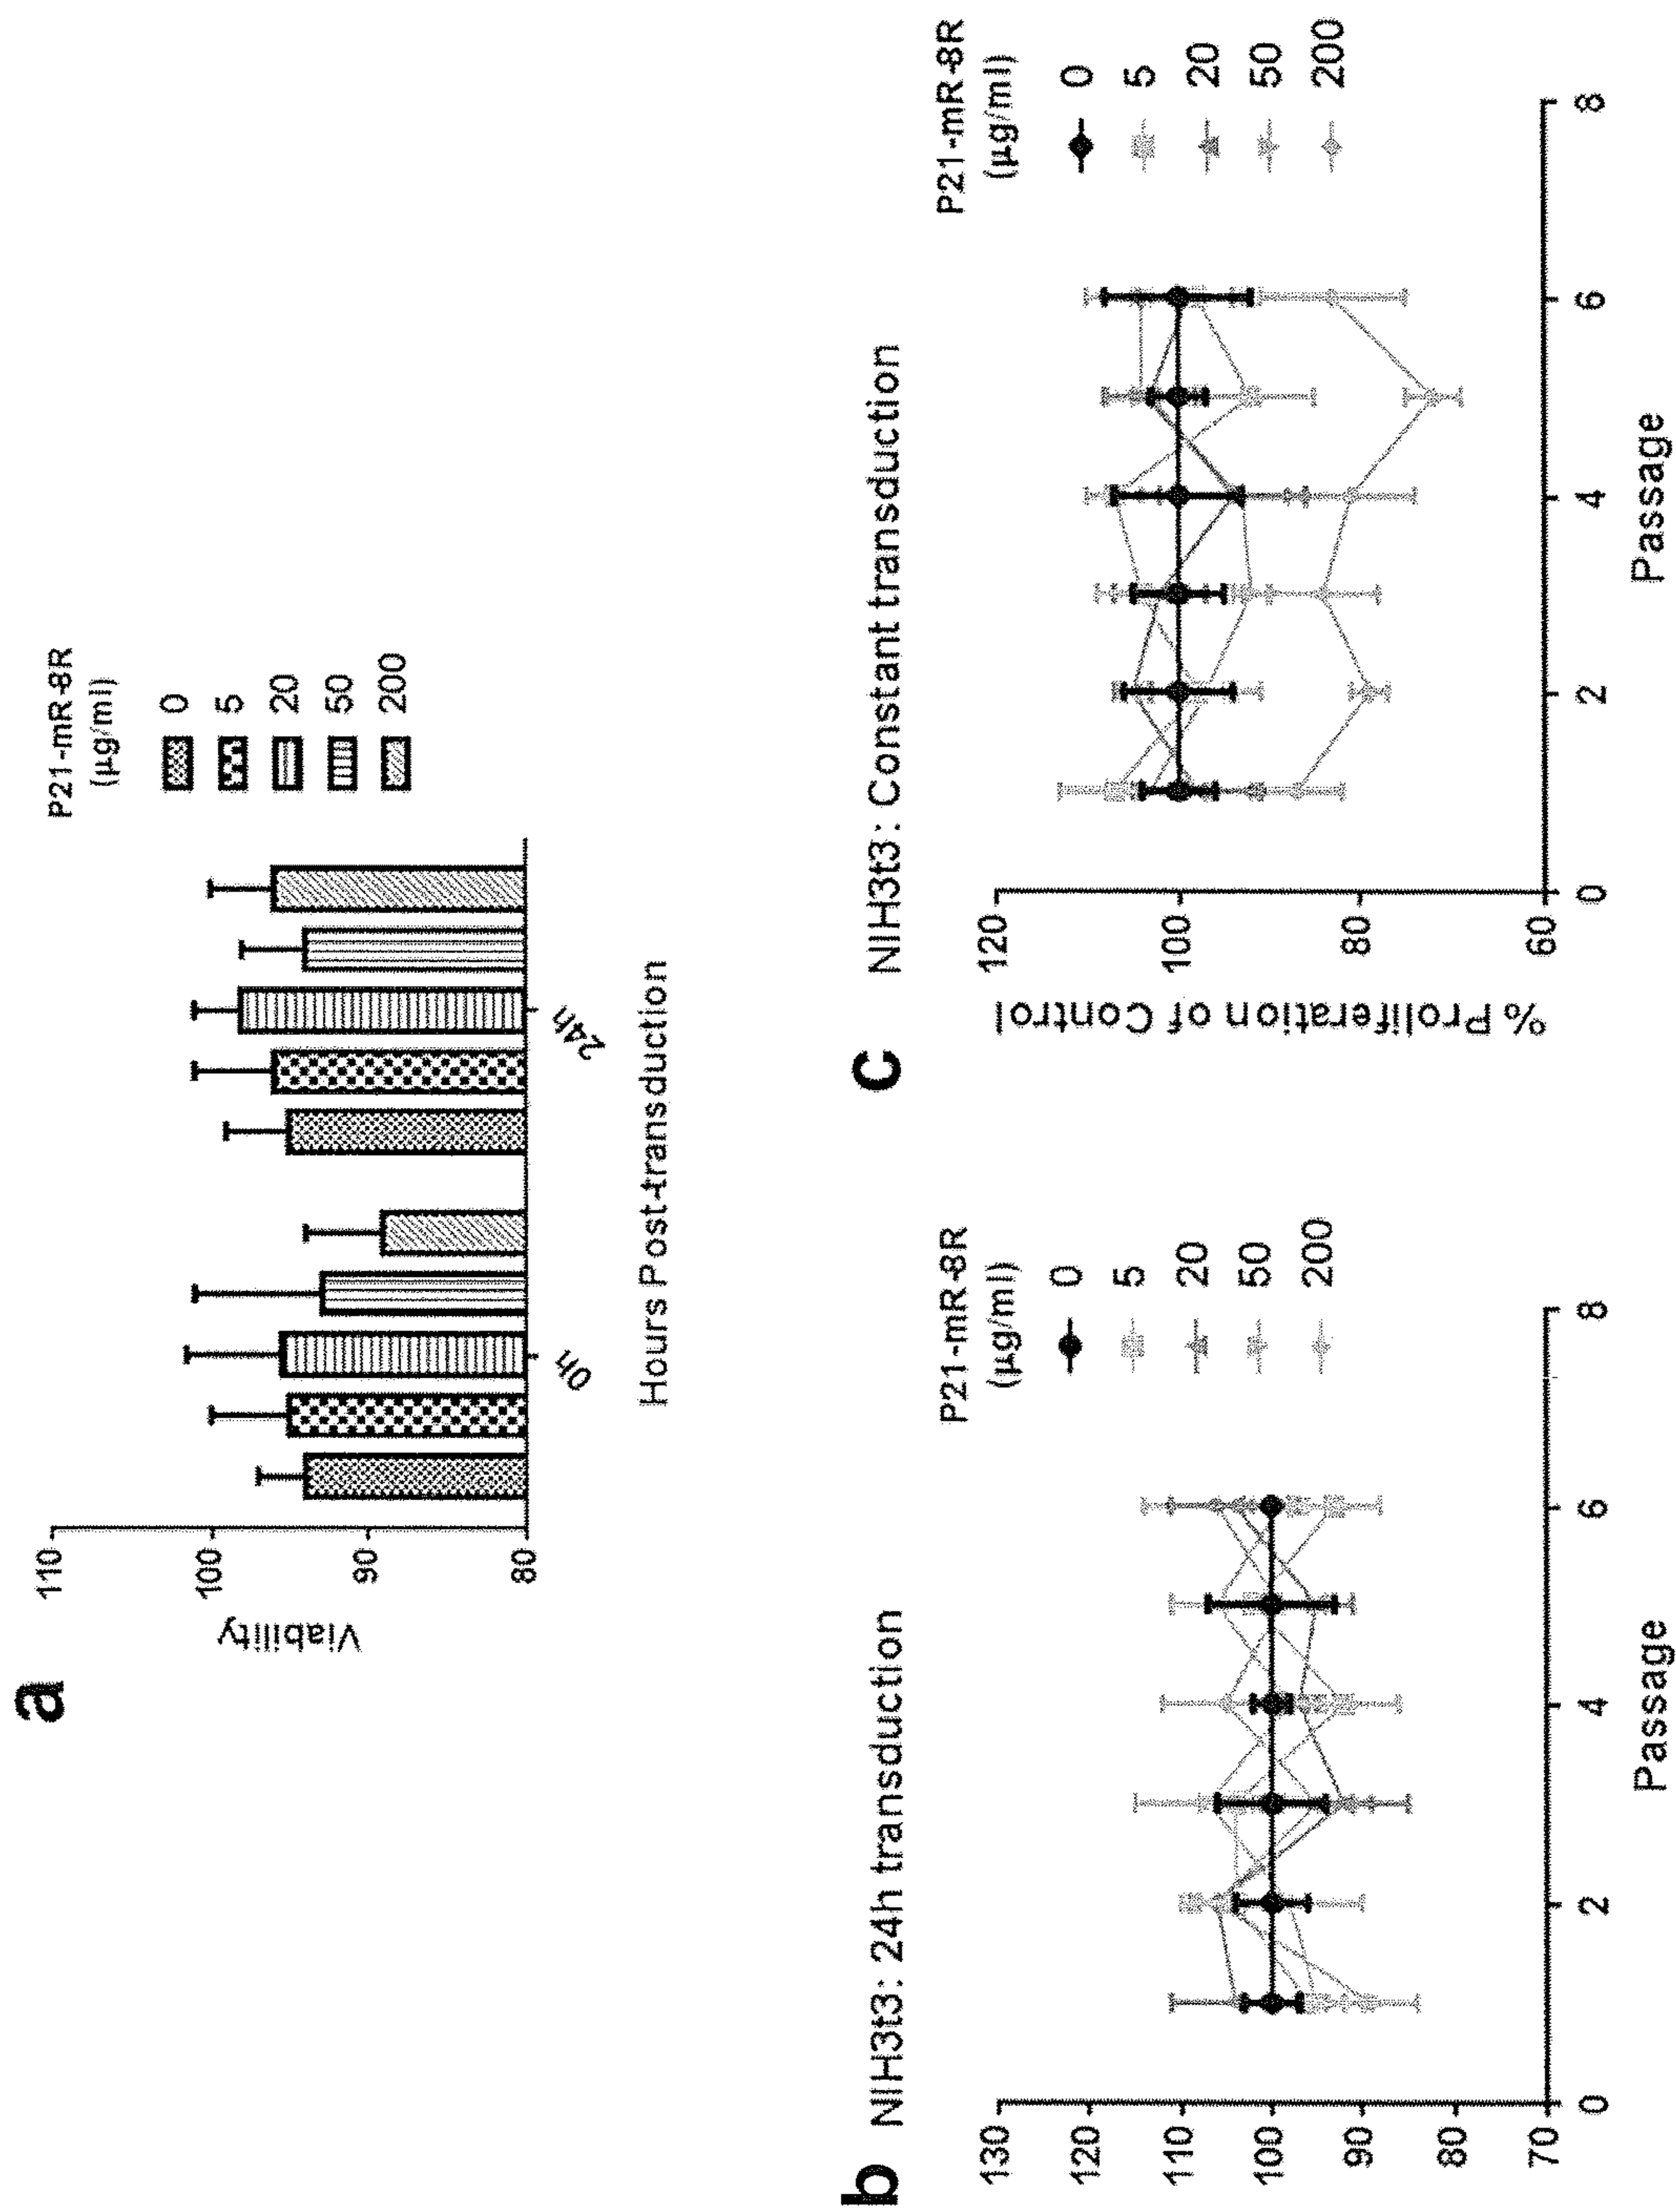 a
Viability
110
100
90
80
0h
24h
Hours Post-transduction
P21-mR-8R
(µg/ml)
0
5
20
50
200
b
NIH3t3: 24h transduction
130
120
110
100
90
80
70
0
2
4
6
8
Passage
P21-mR-8R
(µg/ml)
0
5
20
50
200
c
NIH3t3: Constant transduction
% Proliferation of Control
120
100
80
60
0
2
4
6
8
Passage
P21-mR-8R
(µg/ml)
0
5
20
50
200